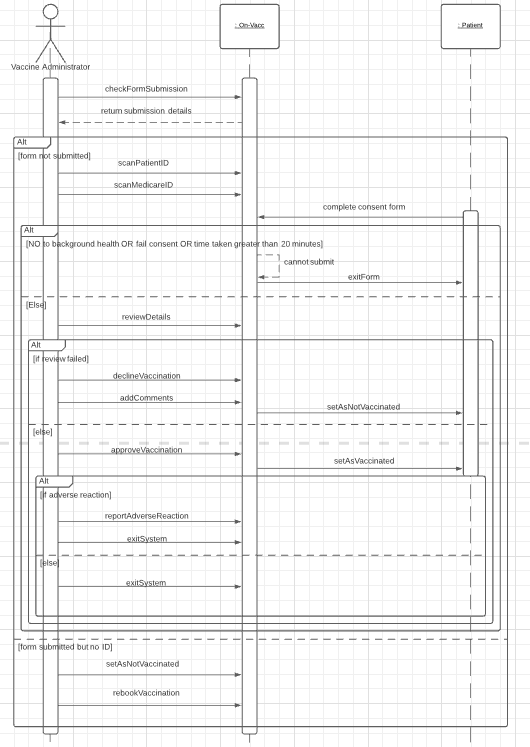 : On-Vacc
: Patient
Vaccine Administrator
checkFormSubmission
return submission details
Alt
[form not submitted]
scanPatientID
scanMedicareID
complete consent form
Alt
[NO to background health OR fail consent OR time taken greater than 20 minutes]
cannot submit
exitForm
[Else]
reviewDetails
Alt
[if review failed]
declineVaccination
addComments
setAsNotVaccinated
[else]
approveVaccination
setAsVaccinated
Alt
[if adverse reaction]
reportAdverseReaction
exitSystem
[else]
exitSystem
[form submitted but no ID]
setAsNotVaccinated
rebookVaccination